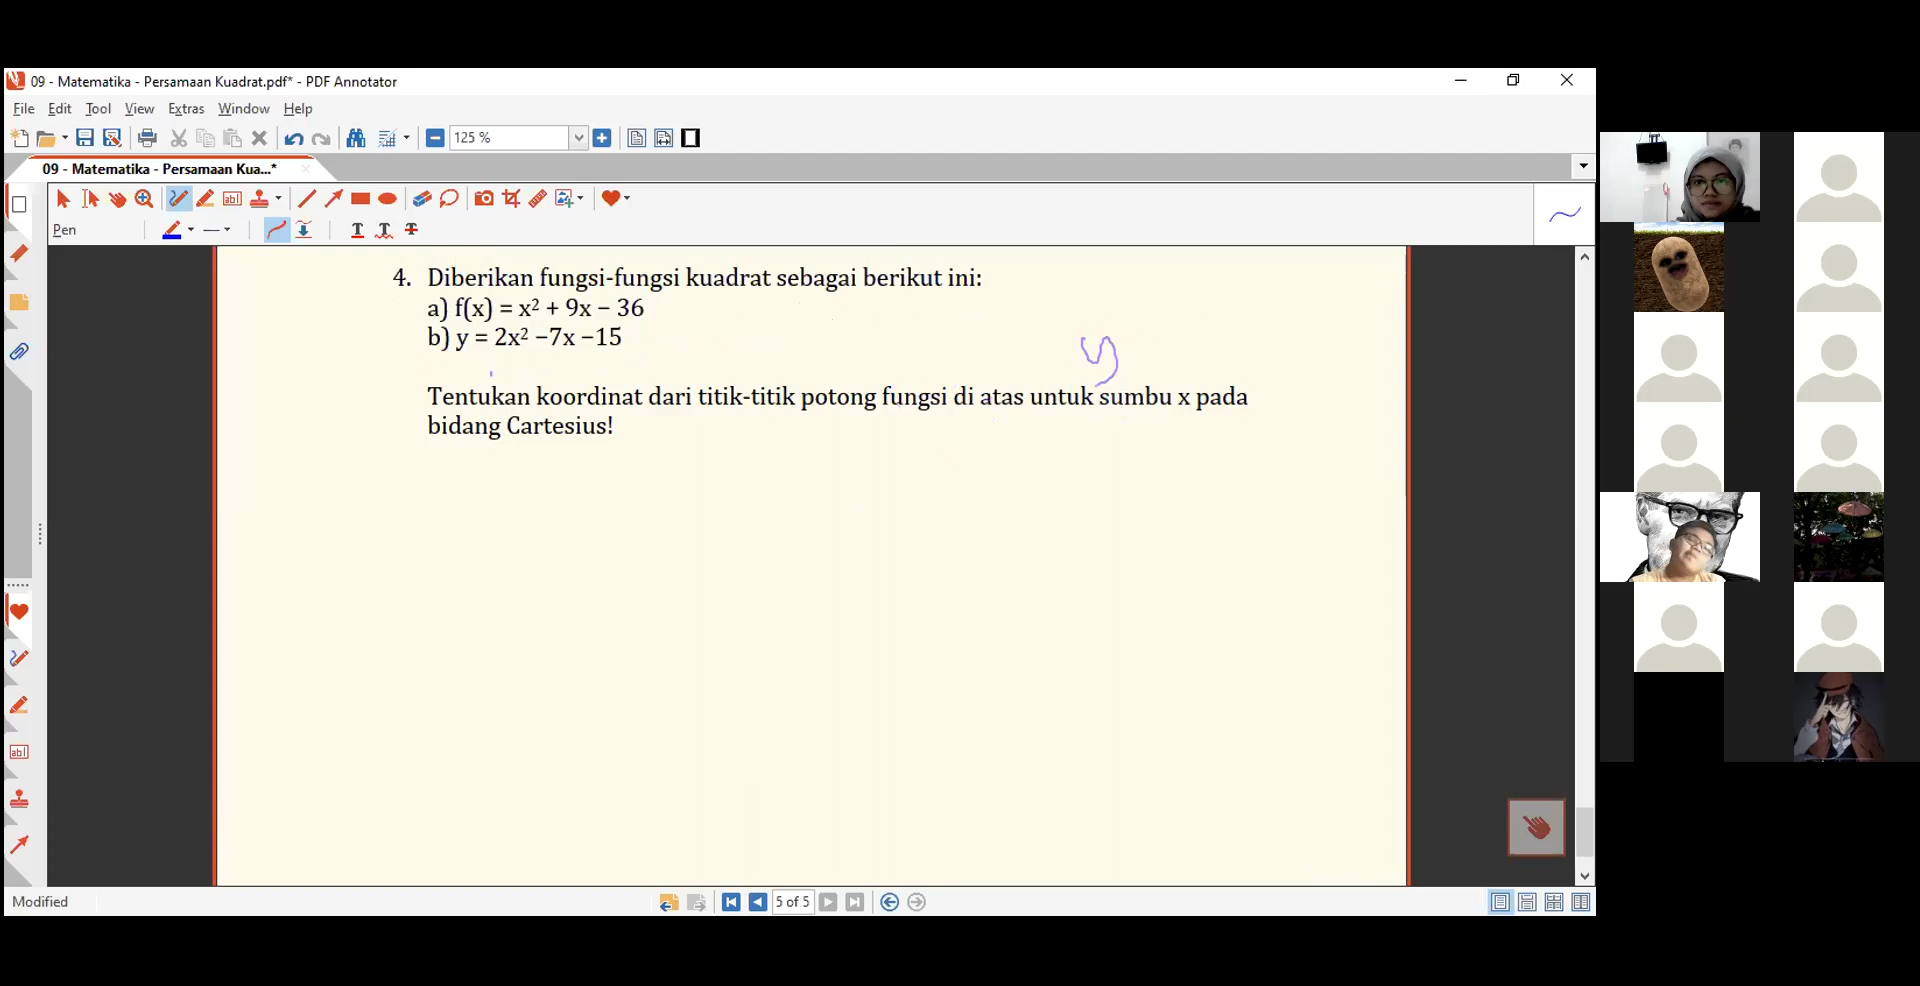 09 - Matematika - Persamaan Kuadrat.pdf* - PDF Annotator
File Edit Tool View Extras Window Help
125 %
09 - Matematika - Persamaan Kua...*
Pen
4. Diberikan fungsi-fungsi kuadrat sebagai berikut ini:
a) f(x) = x² + 9x − 36
b) y = 2x² −7x −15
y
Tentukan koordinat dari titik-titik potong fungsi di atas untuk sumbu x pada
bidang Cartesius!
Modified
5 of 5